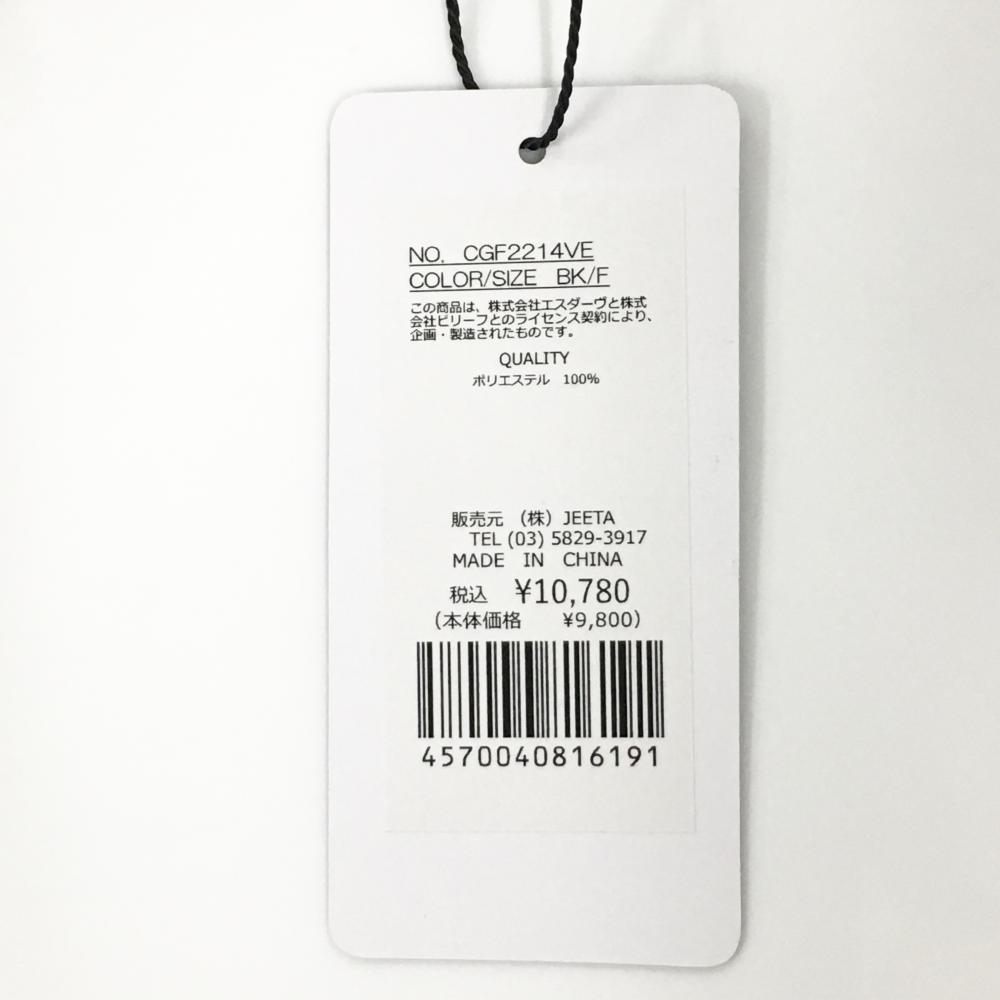 NO. CGF2214VE
COLOR/SIZE BK/F
この商品は、株式会社エスダーヴと株式
会社ビリーフとのライセンス契約により、
企画・製造されたものです。
QUALITY
ポリエステル 100%
販売元 (株) JEETA
TEL (03) 5829-3917
MADE IN CHINA
税込 ¥10,780
(本体価格 ¥9,800)
4570040816191